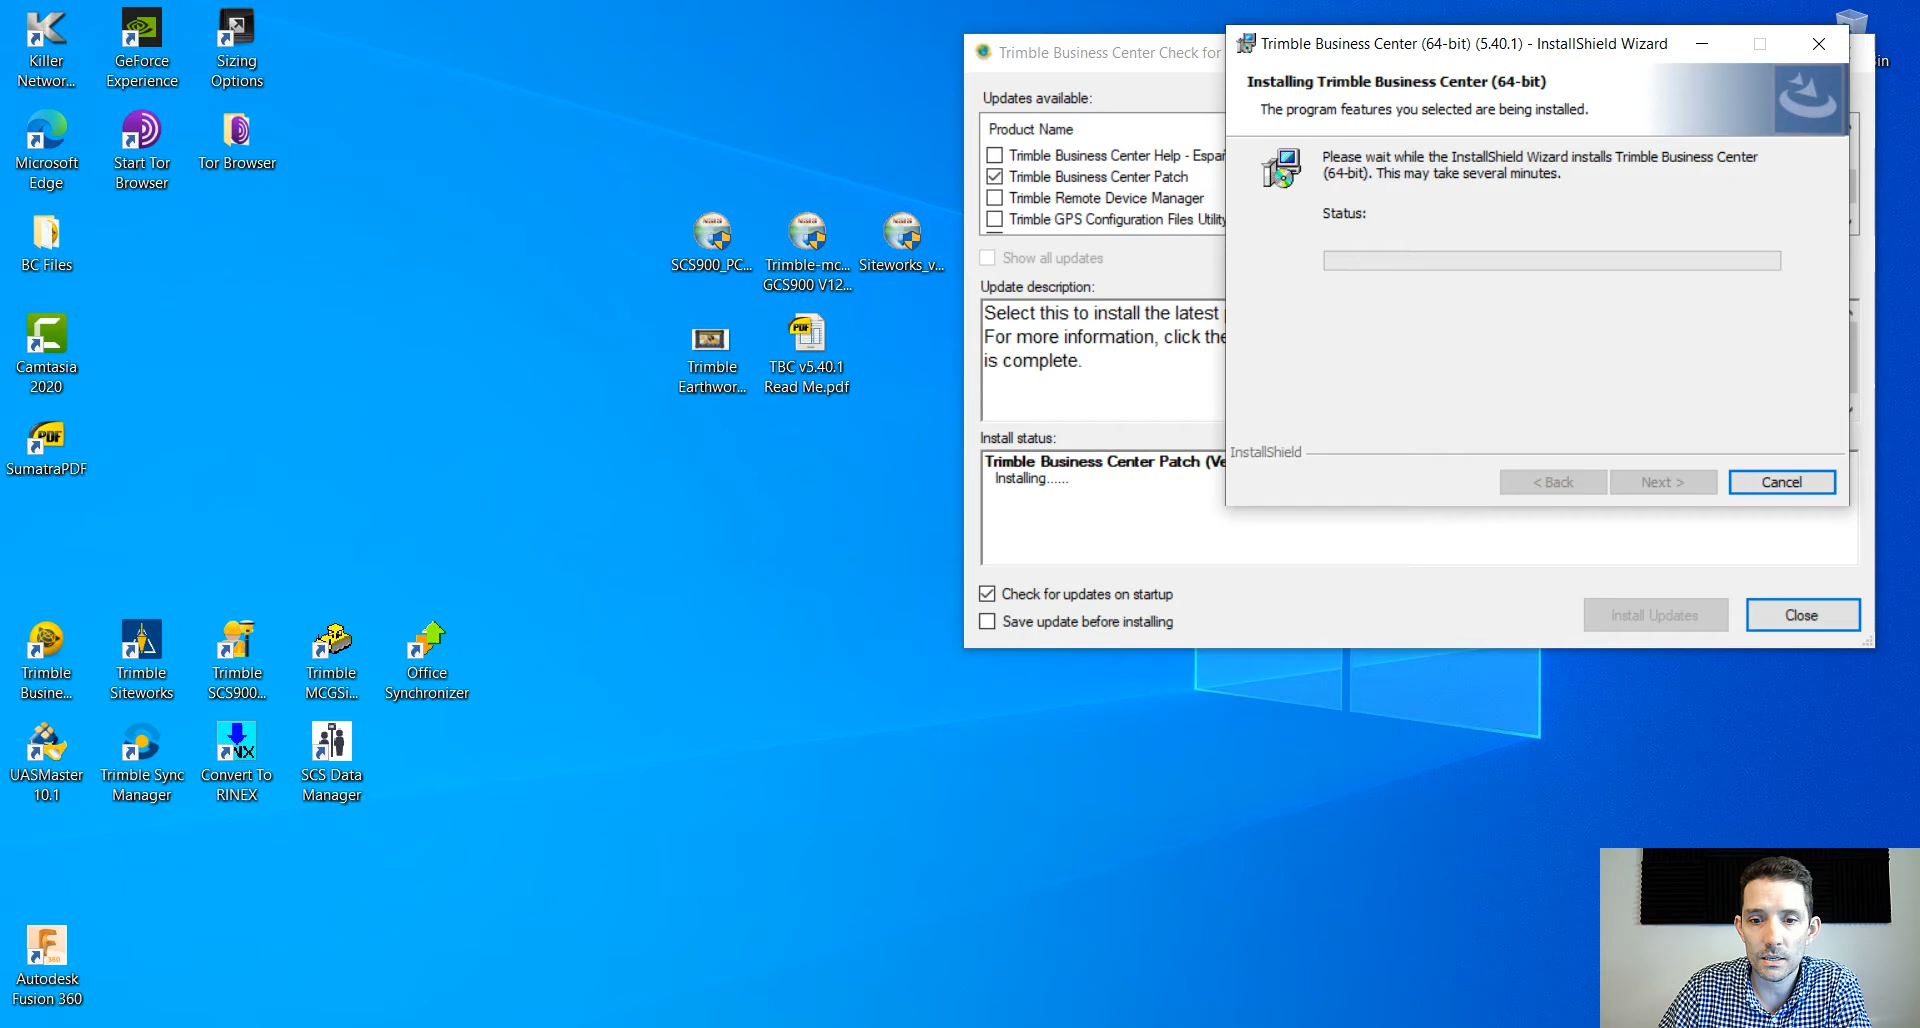 Killer
Networ...
GeForce
Experience
Sizing
Options
Microsoft
Edge
Start Tor
Browser
Tor Browser
BC Files
Camtasia
2020
SumatraPDF
PDF
SCS900_PC...
Trimble-mc...
GCS900 V12...
Siteworks_v...
Trimble
Earthwor...
PDF
TBC v5.40.1
Read Me.pdf
Trimble
Busine...
Trimble
Siteworks
Trimble
SCS900...
Trimble
MCGSi...
Office
Synchronizer
UASMaster
10.1
Trimble Sync
Manager
NX
Convert To
RINEX
SCS Data
Manager
Autodesk
Fusion 360
Trimble Business Center Check for
Updates available:
Product Name
Trimble Business Center Help - Españ
Trimble Business Center Patch
Trimble Remote Device Manager
Trimble GPS Configuration Files Utility
Show all updates
Update description:
Select this to install the latest
For more information, click the
is complete.
Install status:
Trimble Business Center Patch (Ve
Installing......
Check for updates on startup
Save update before installing
Install Updates
Close
Trimble Business Center (64-bit) (5.40.1) - InstallShield Wizard
Installing Trimble Business Center (64-bit)
The program features you selected are being installed.
Please wait while the InstallShield Wizard installs Trimble Business Center
(64-bit). This may take several minutes.
Status:
InstallShield
< Back
Next >
Cancel
in